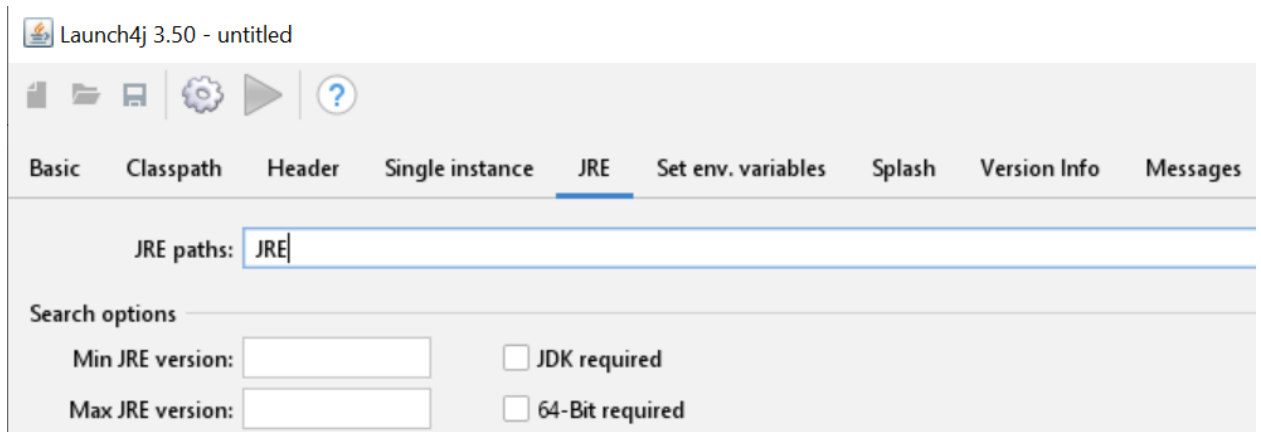 Launch4j 3.50 - untitled
?
Basic Classpath Header Single instance JRE Set env. variables Splash Version Info Messages
JRE paths: JRE
Search options
Min JRE version: JDK required
Max JRE version: 64-Bit required